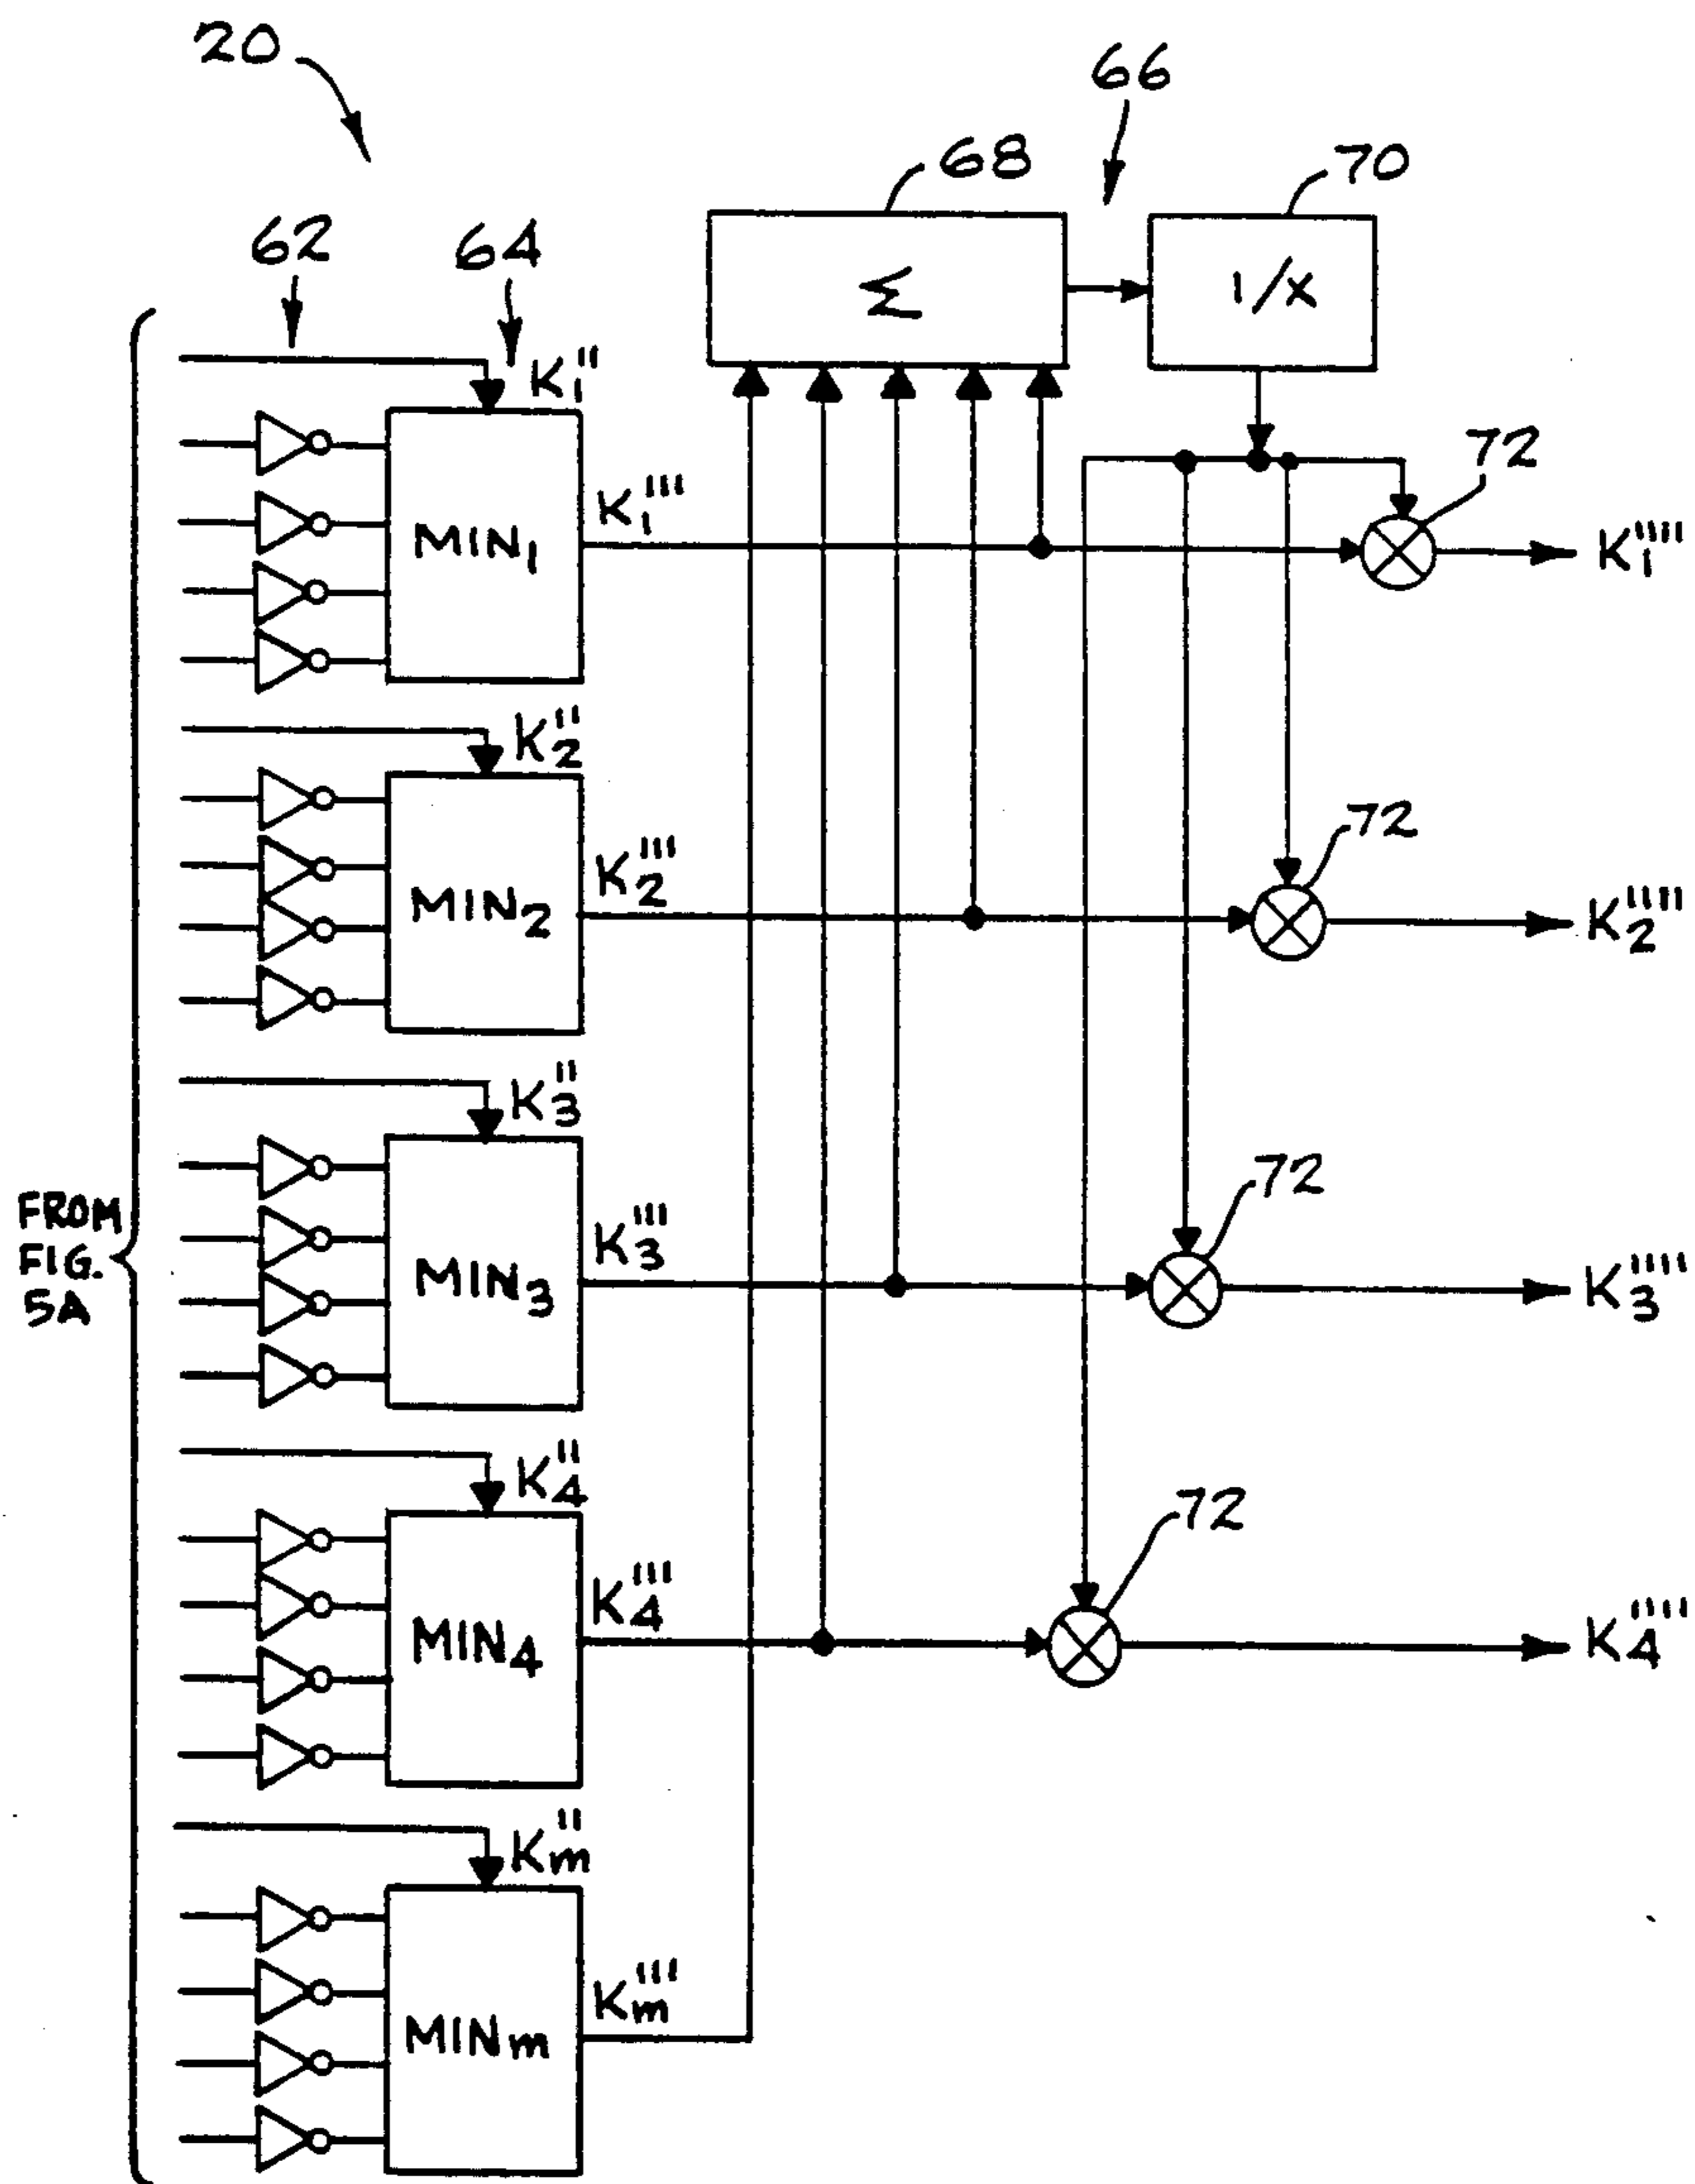 20
66
68
70
62
64
Σ
1/X
K₁''
72
K₁'''
MIN₁
K₁''''
K₂''
72
K₂'''
MIN₂
K₂''''
K₃''
72
FROM
FIG.
5A
K₃'''
MIN₃
K₃''''
K₄''
72
K₄'''
MIN₄
K₄''''
Kₘ''
Kₘ'''
MINₘ